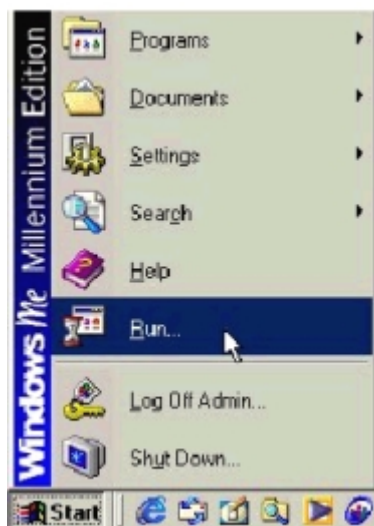 Windows Me Millennium Edition
Programs
Documents
Settings
Search
Help
Run...
Log Off Admin...
Shut Down...
Start